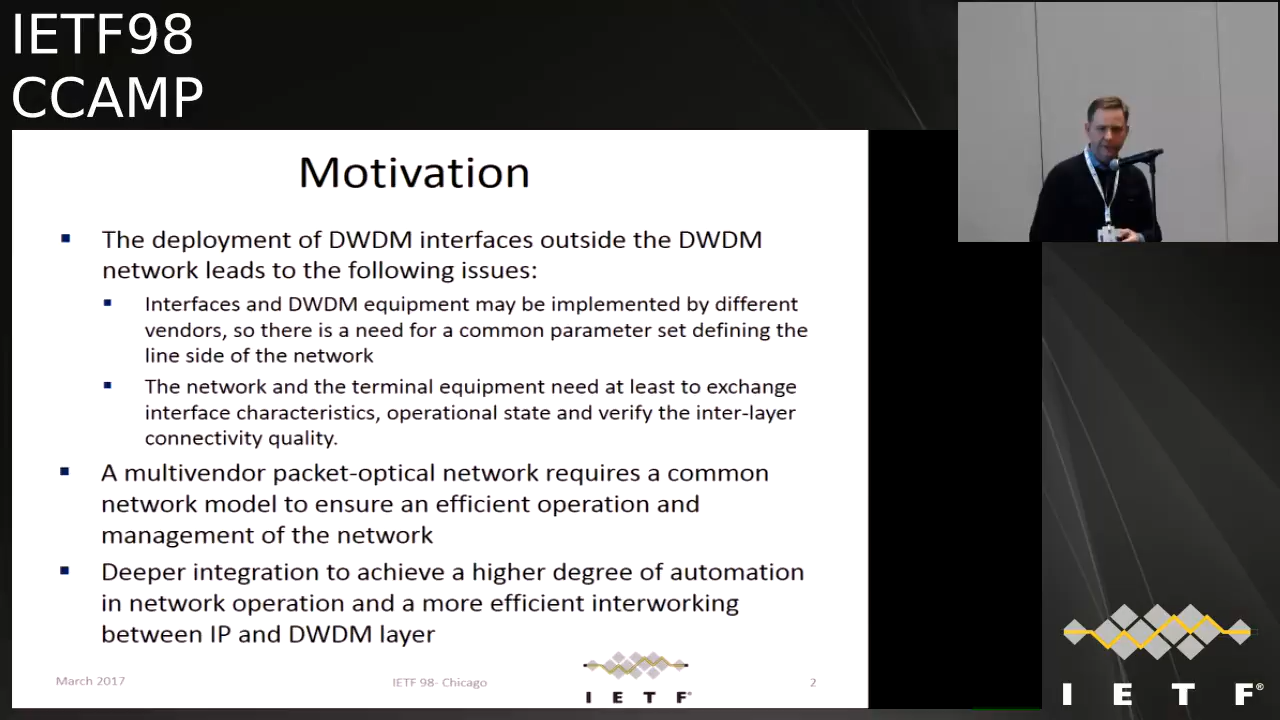 IETF98
CCAMP
Motivation
The deployment of DWDM interfaces outside the DWDM
network leads to the following issues:
Interfaces and DWDM equipment may be implemented by different
vendors, so there is a need for a common parameter set defining the
line side of the network
The network and the terminal equipment need at least to exchange
interface characteristics, operational state and verify the inter-layer
connectivity quality.
A multivendor packet-optical network requires a common
network model to ensure an efficient operation and
management of the network
Deeper integration to achieve a higher degree of automation
in network operation and a more efficient interworking
between IP and DWDM layer
March 2017
IETF 98- Chicago
I E T F®
2
I E T F®